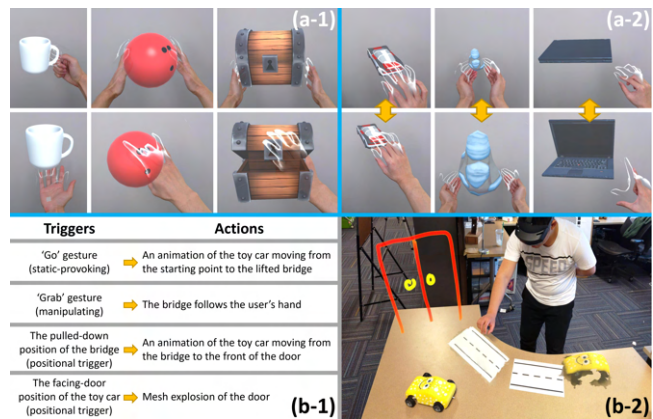 (a-1)
(a-2)
Triggers Actions
'Go' gesture
(static-provoking)
An animation of the toy car moving from
the starting point to the lifted bridge
'Grab' gesture
(manipulating)
The bridge follows the user's hand
The pulled-down
position of the bridge
(positional trigger)
An animation of the toy car moving from
the bridge to the front of the door
The facing-door
position of the toy car
(positional trigger)
Mesh explosion of the door
(b-1)
SPEED
(b-2)